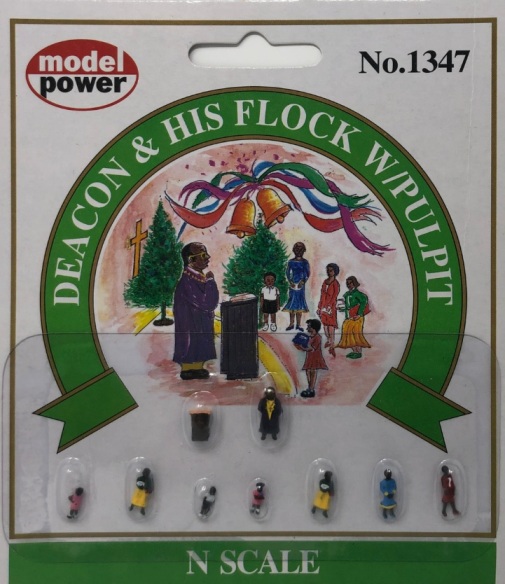 model
power
No.1347
DEACON & HIS FLOCK W/PULPIT
N SCALE